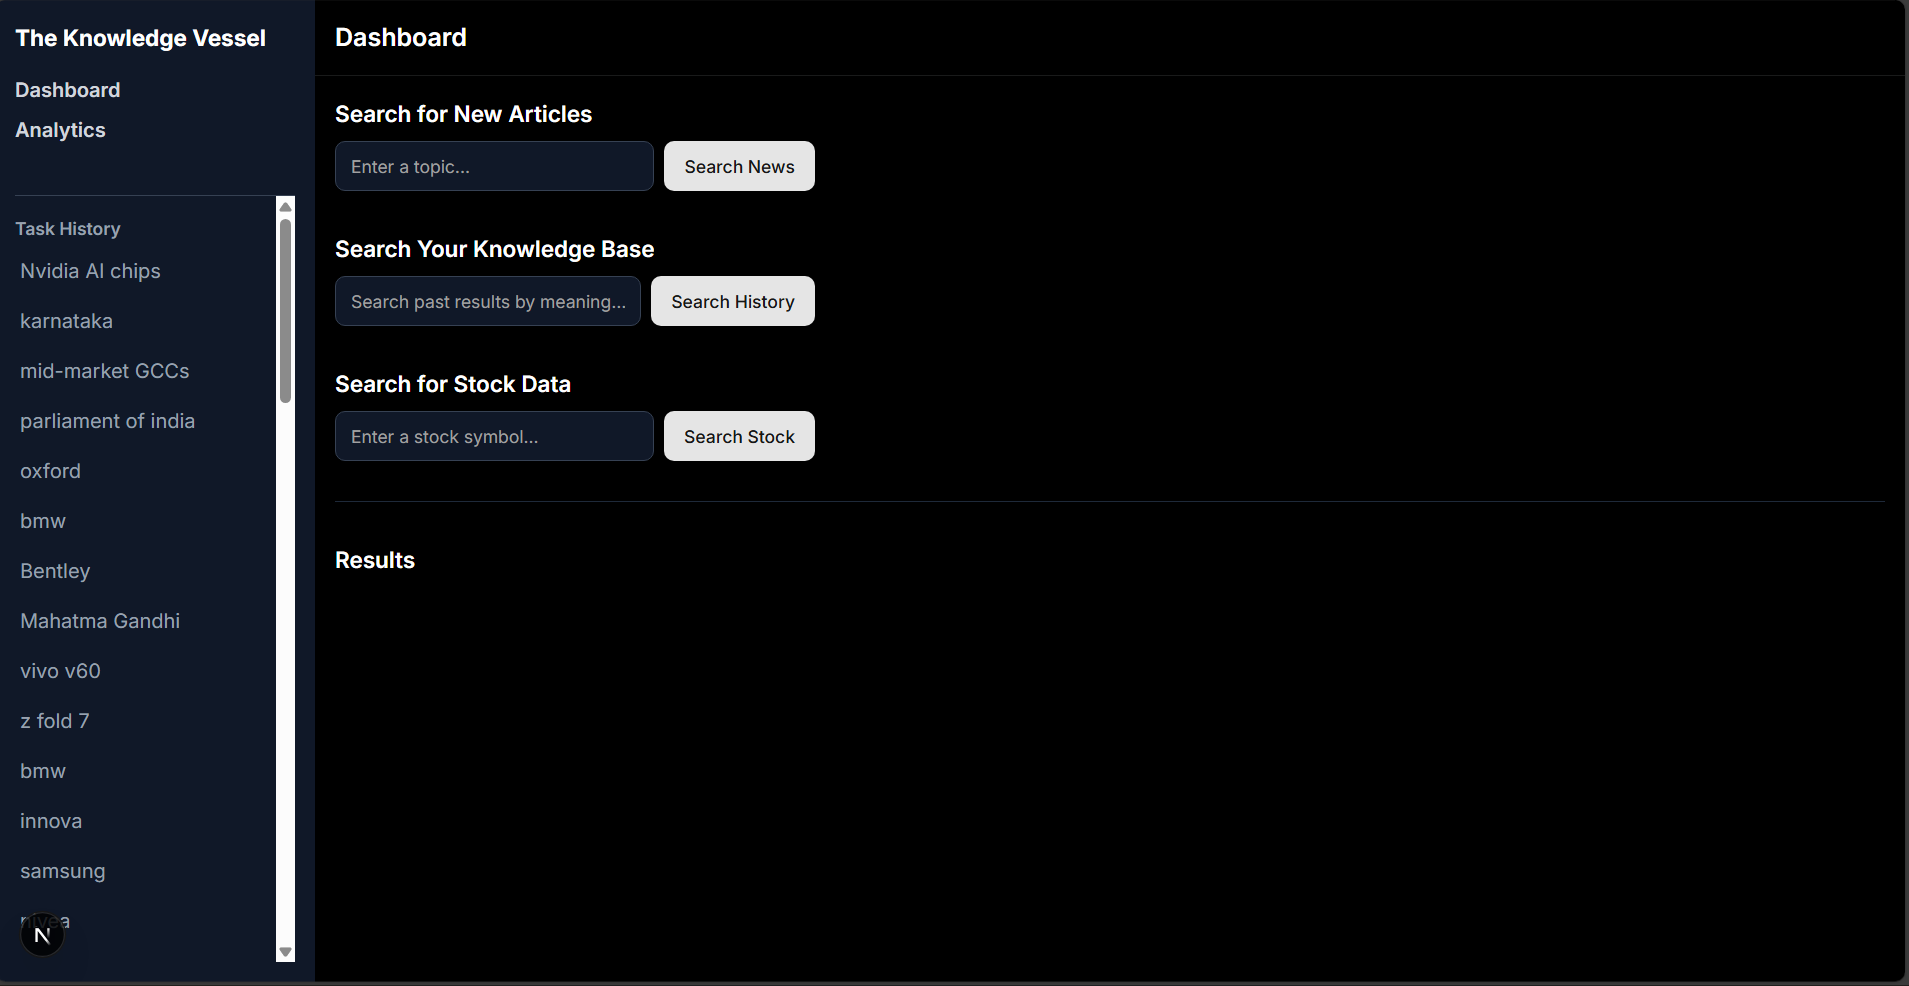 The Knowledge Vessel
Dashboard
Analytics
Task History
Nvidia AI chips
karnataka
mid-market GCCs
parliament of india
oxford
bmw
Bentley
Mahatma Gandhi
vivo v60
z fold 7
bmw
innova
samsung
nivea
N
Dashboard
Search for New Articles
Enter a topic...
Search News
Search Your Knowledge Base
Search past results by meaning...
Search History
Search for Stock Data
Enter a stock symbol...
Search Stock
Results